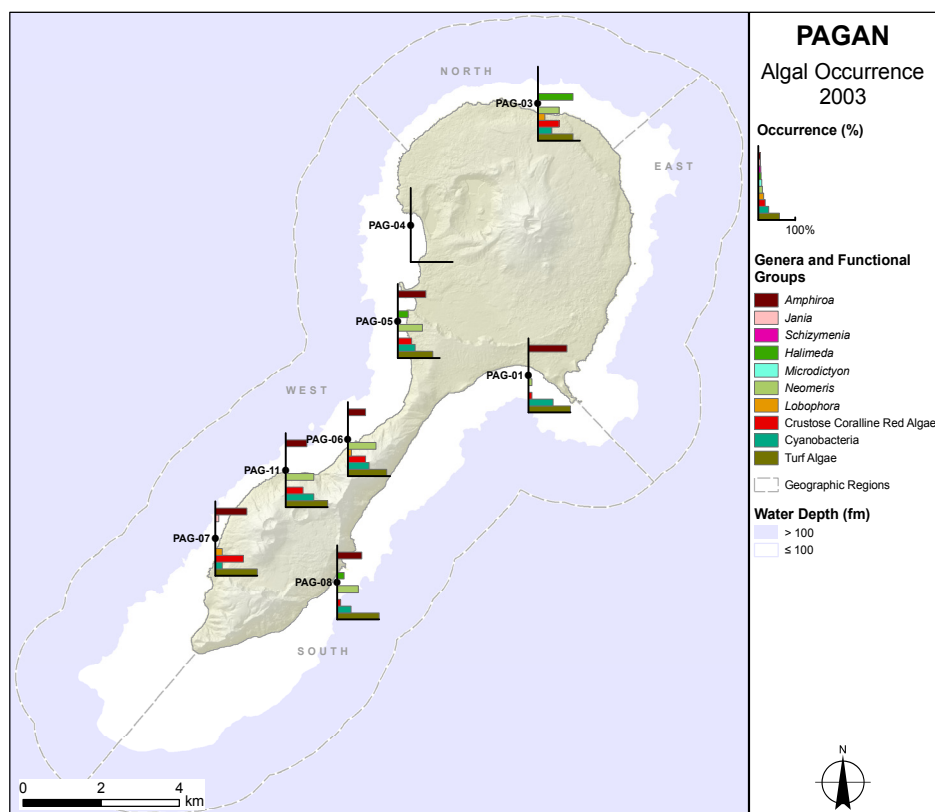 PAGAN
Algal Occurrence
2003
Occurrence (%)
100%
Genera and Functional
Groups
Amphiroa
Jania
Schizymenia
Halimeda
Microdictyon
Neomeris
Lobophora
Crustose Coralline Red Algae
Cyanobacteria
Turf Algae
Geographic Regions
Water Depth (fm)
> 100
≤ 100
N
NORTH
PAG-03
EAST
PAG-04
PAG-05
PAG-01
WEST
PAG-06
PAG-11
PAG-07
PAG-08
SOUTH
0 2 4
km